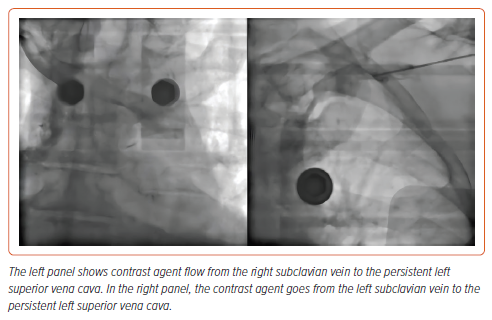 The left panel shows contrast agent flow from the right subclavian vein to the persistent left
superior vena cava. In the right panel, the contrast agent goes from the left subclavian vein to the
persistent left superior vena cava.